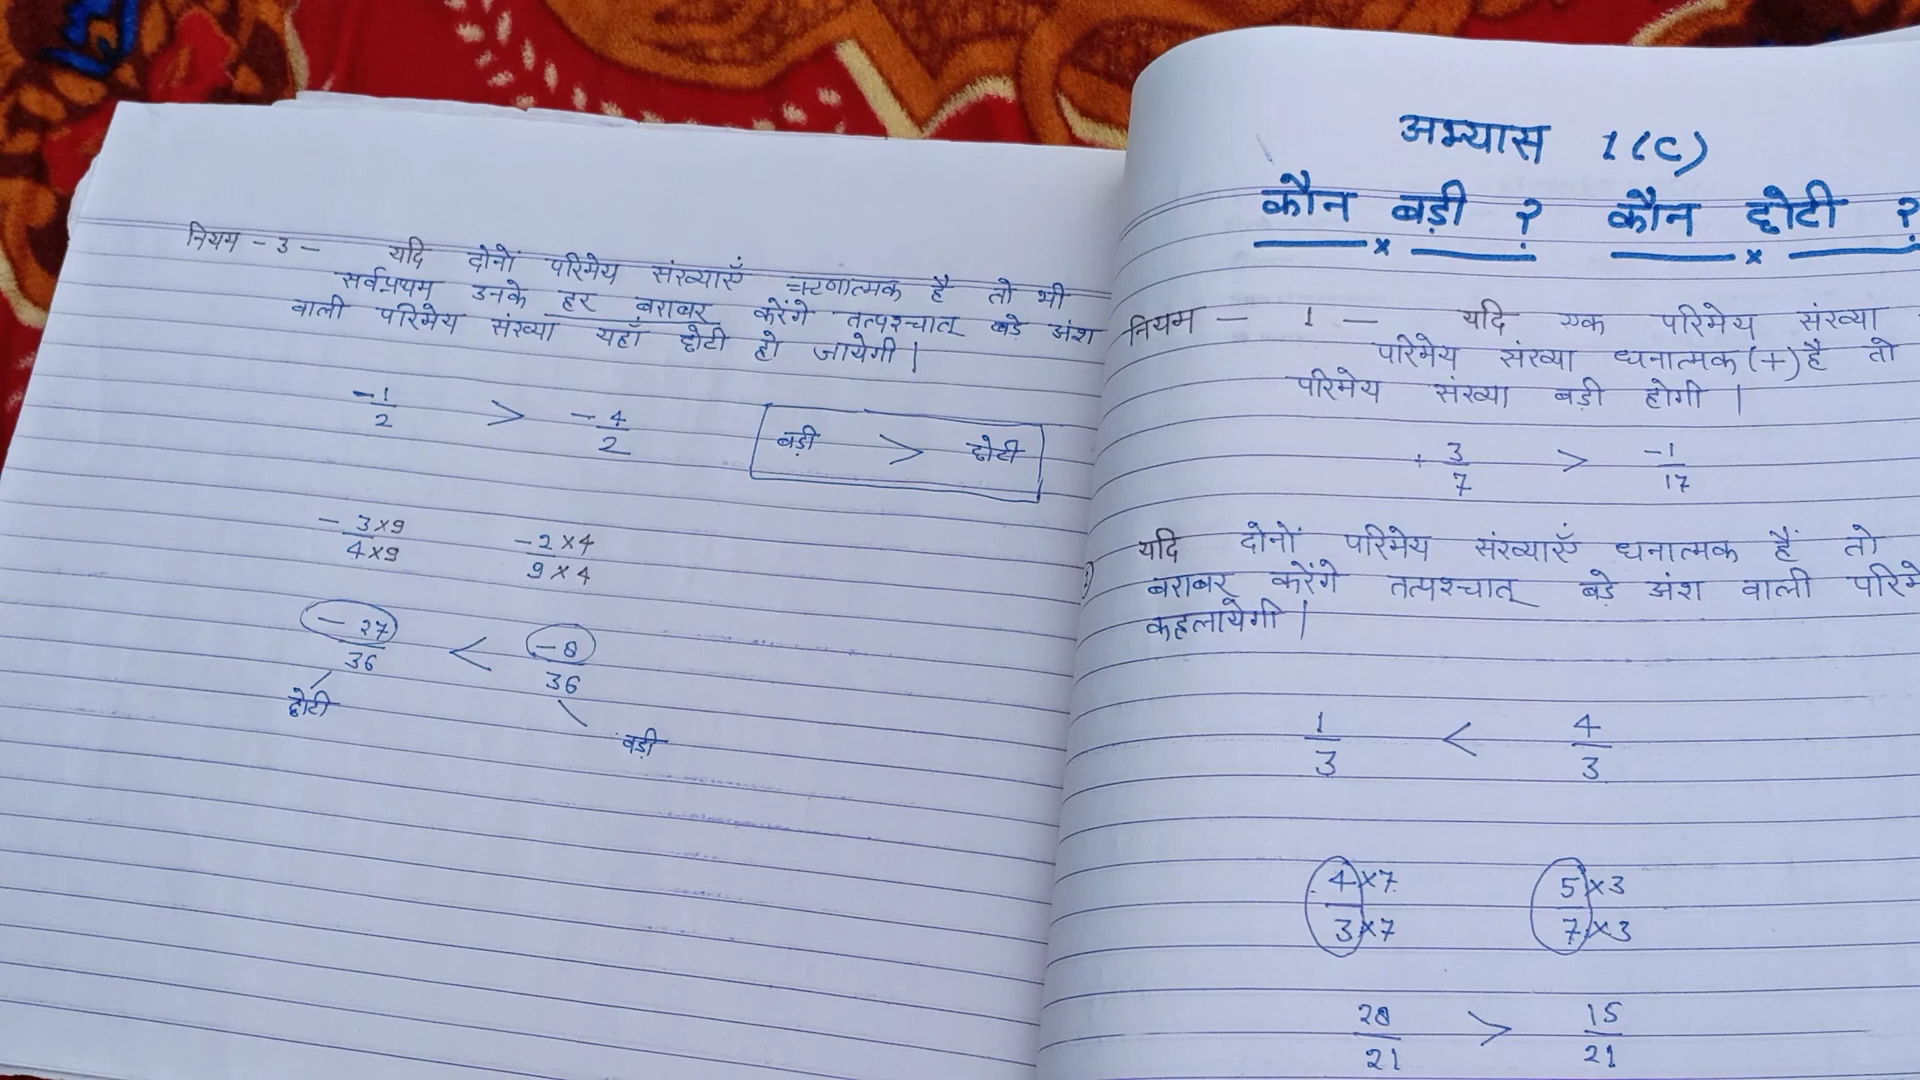 नियम - 3 - यदि दोनों परिमेय संख्याएँ ऋणात्मक है तो भी
सर्वप्रथम उनके हर बराबर करेंगे तत्पश्चात् बड़े अंश
वाली परिमेय संख्या यहाँ छोटी हो जायेगी |
-1/2 > -4/2
बड़ी > छोटी
-3×9/4×9 -2×4/9×4
-27/36 < -8/36
छोटी
बड़ी
अभ्यास 1(C)
कौन बड़ी ? कौन छोटी ?
नियम - 1 - यदि एक परिमेय संख्या
परिमेय संख्या धनात्मक (+) है तो
परिमेय संख्या बड़ी होगी |
+3/7 > -1/17
यदि दोनों परिमेय संख्याएँ धनात्मक हैं तो
बराबर करेंगे तत्पश्चात् बड़े अंश वाली परिमे
कहलायेगी |
1/3 < 4/3
4×7/3×7 5×3/7×3
28/21 > 15/21